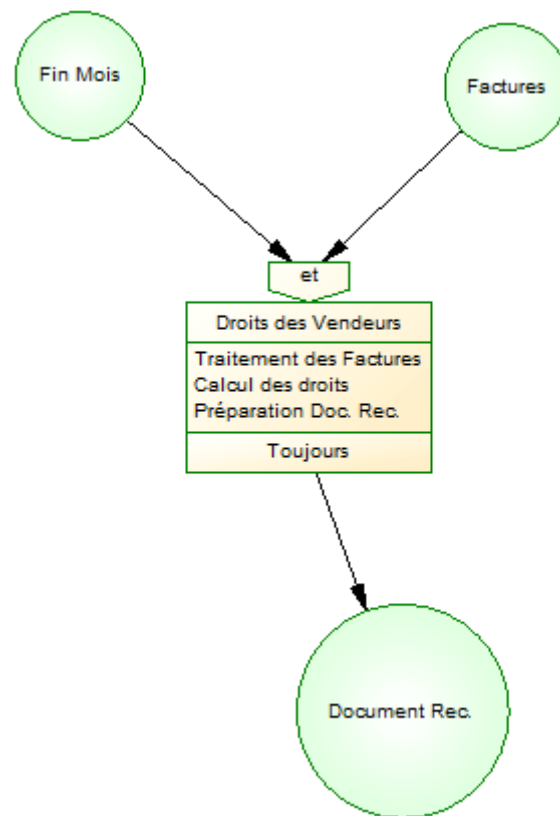 Fin Mois
Factures
et
Droits des Vendeurs
Traitement des Factures
Calcul des droits
Préparation Doc. Rec.
Toujours
Document Rec.